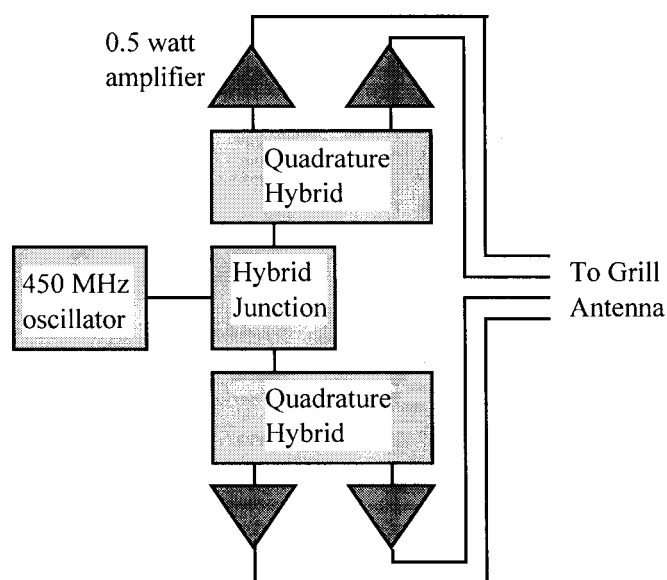 0.5 watt
amplifier
Quadrature
Hybrid
450 MHz
oscillator
Hybrid
Junction
To Grill
Antenna
Quadrature
Hybrid